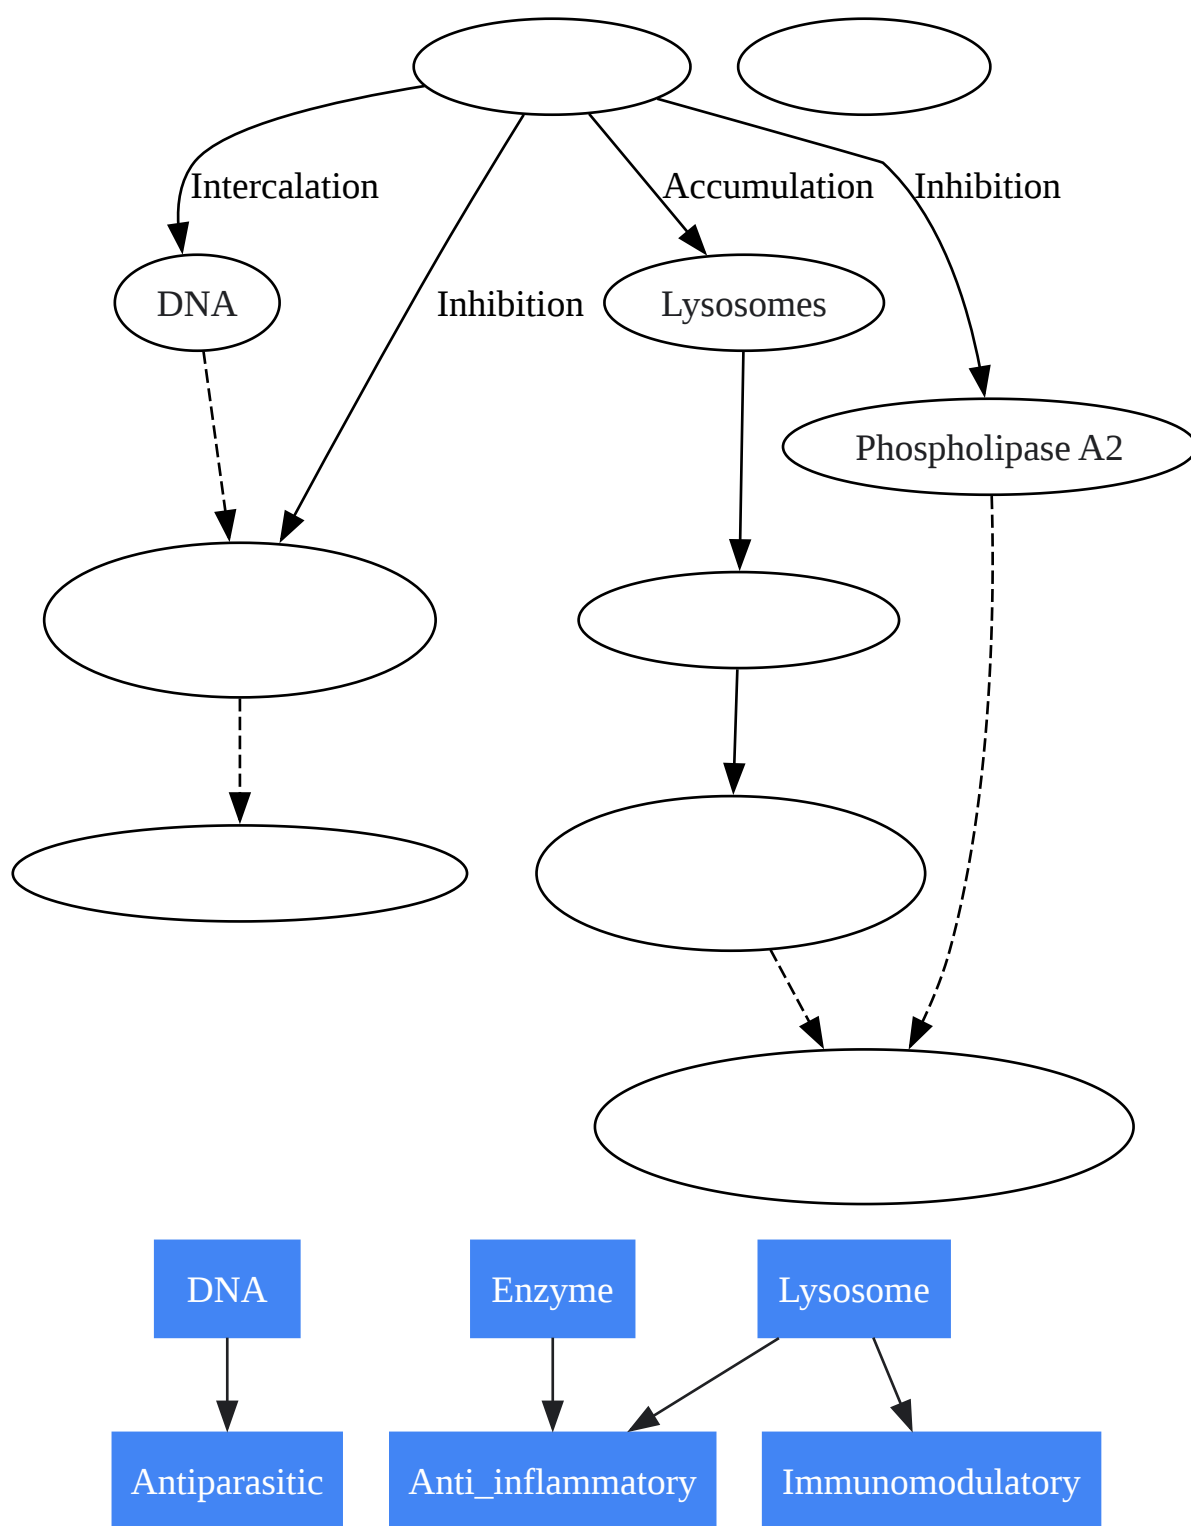 Intercalation
Accumulation
Inhibition
DNA
Inhibition
Lysosomes
Phospholipase A2
DNA
Enzyme
Lysosome
Antiparasitic
Anti_inflammatory
Immunomodulatory